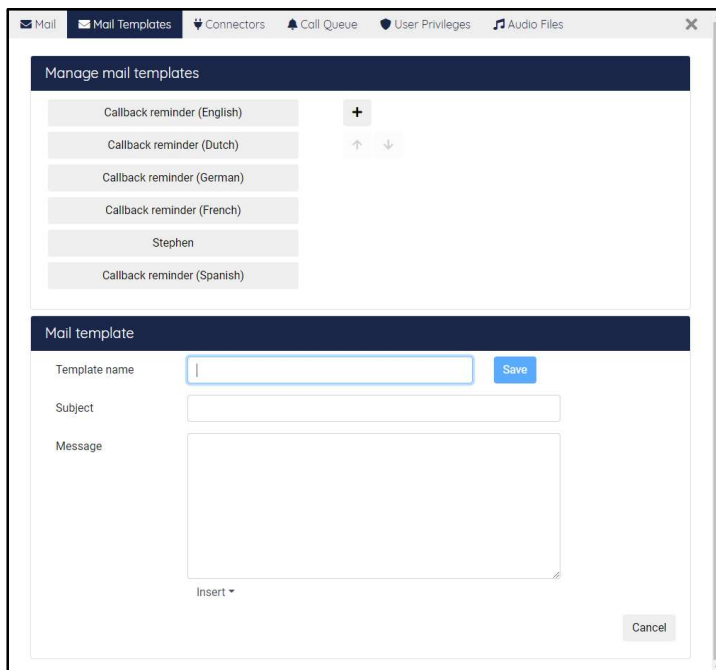 Mail Mail Templates Connectors Call Queue User Privileges Audio Files
Manage mail templates
Callback reminder (English)
Callback reminder (Dutch)
Callback reminder (German)
Callback reminder (French)
Stephen
Callback reminder (Spanish)
Mail template
Template name Save
Subject
Message
Insert
Cancel